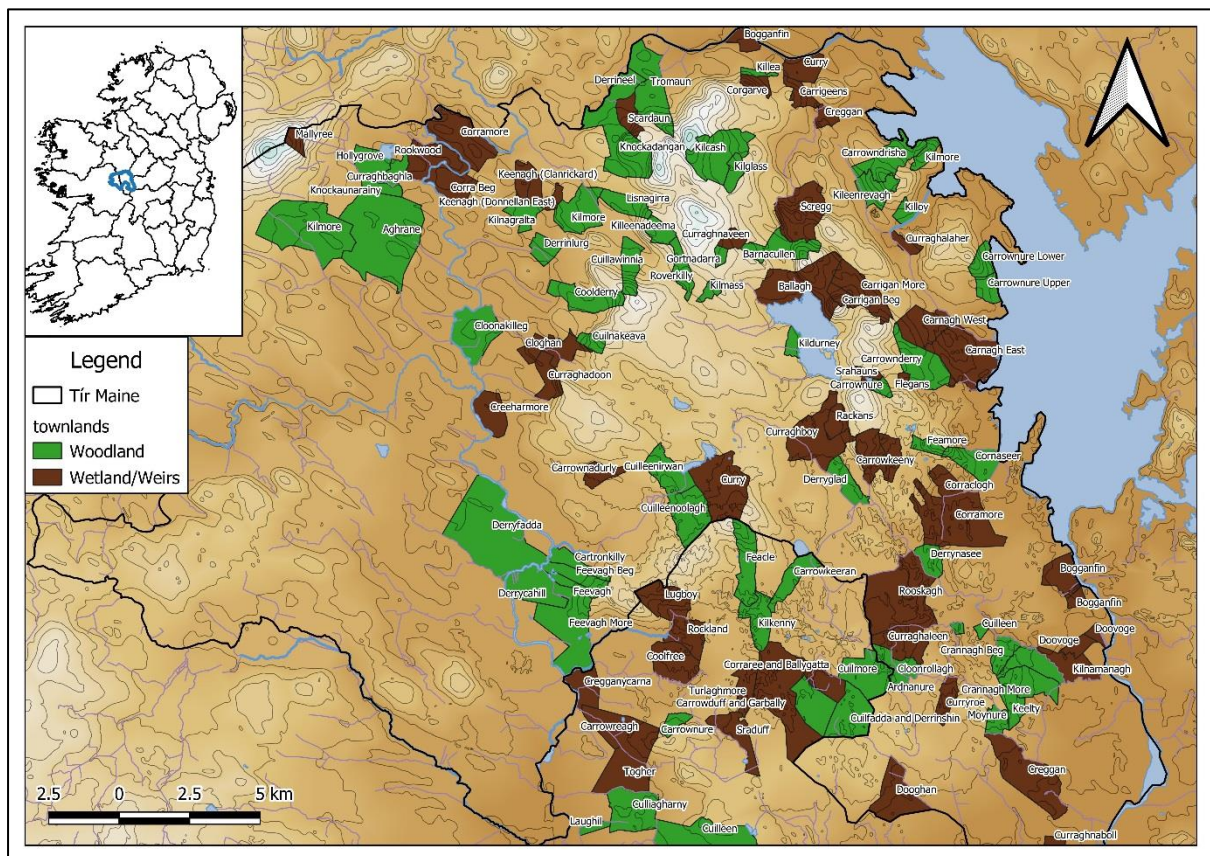 Bogganfin
Killea
Curry
Derrineel
Tromaun
Corgarve
Carrigeens
Creggan
Scardaun
Mallyree
Corramore
Rookwood
Hollygrove
Knockadangan
Kilcash
Carrowndrisha
Kilmore
Curraghbaghla
Keenagh (Clanrickard)
Kilglass
Knockaunarainy
Corra Beg
Keenagh (Donnellan East)
Lisnagirra
Kileenrevagh
Scregg
Killoy
Kilmore
Aghrane
Kilnagralta
Kilmore
Killeenadeema
Curraghnaveen
Curraghalaher
Derrinlurg
Cuillawinnia
Gortnadarra
Barnacullen
Carrownure Lower
Roverkilly
Carrownure Upper
Coolderry
Kilmass
Ballagh
Carrigan More
Carrigan Beg
Cloonakilleg
Cloghan
Cuilnakeava
Kildurney
Carnagh West
Carnagh East
Legend
Tír Maine
townlands
Woodland
Wetland/Weirs
Curraghadoon
Carrownderry
Srahauns
Carrownure
Flegans
Creeharmore
Rackans
Curraghboy
Feamore
Carrownadurly
Cuilleenirwan
Carrowkeeny
Cornaseer
Curry
Derryglad
Corraclogh
Cuilleenoolagh
Corramore
Derryfadda
Cartronkilly
Feacle
Derrynasee
Feevagh Beg
Carrowkeeran
Bogganfin
Derrycahill
Feevagh
Lugboy
Rooskagh
Bogganfin
Feevagh More
Rockland
Kilkenny
Cuilleen
Doovoge
Curraghaleen
Doovoge
Coolfree
Crannagh Beg
Corraree and Ballygatta
Cuilmore
Cloonrollagh
Kilnamanagh
Cregganycarna
Turlaghmore
Ardnanure
Crannagh More
Carrowduff and Garbally
Curryroe
Keelty
Carrowreagh
Carrownure
Sraduff
Cuilfadda and Derrinshin
Moynure
Togher
Creggan
2.5 0 2.5 5 km
Culliagharny
Dooghan
Laughil
Cuilleen
Curraghnaboll